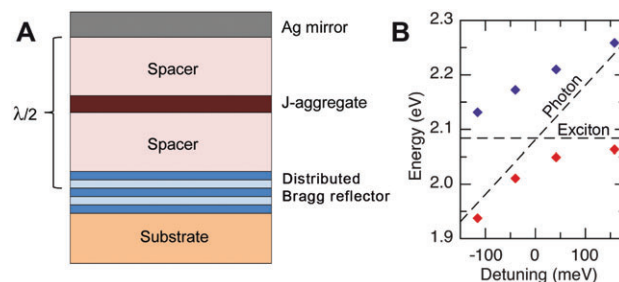 A
Ag mirror
Spacer
λ/2
J-aggregate
Spacer
Distributed
Bragg reflector
Substrate
B
2.3
2.2
2.1
2.0
1.9
Energy (eV)
Photon
Exciton
-100
0
100
Detuning (meV)